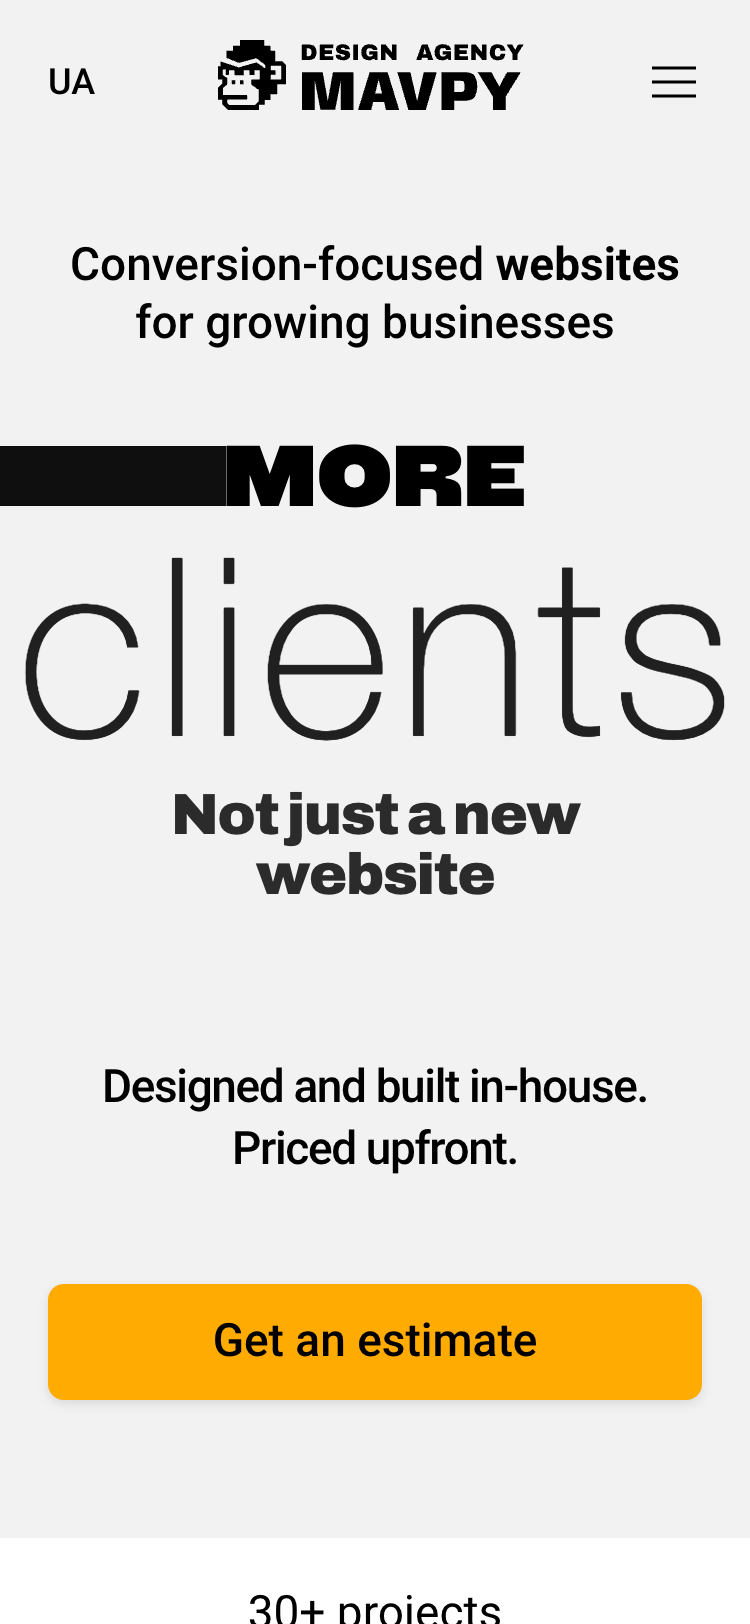 UA
DESIGN AGENCY
MAVPY
Conversion-focused websites
for growing businesses
MORE
clients
Not just a new
website
Designed and built in-house.
Priced upfront.
Get an estimate
30+ projects